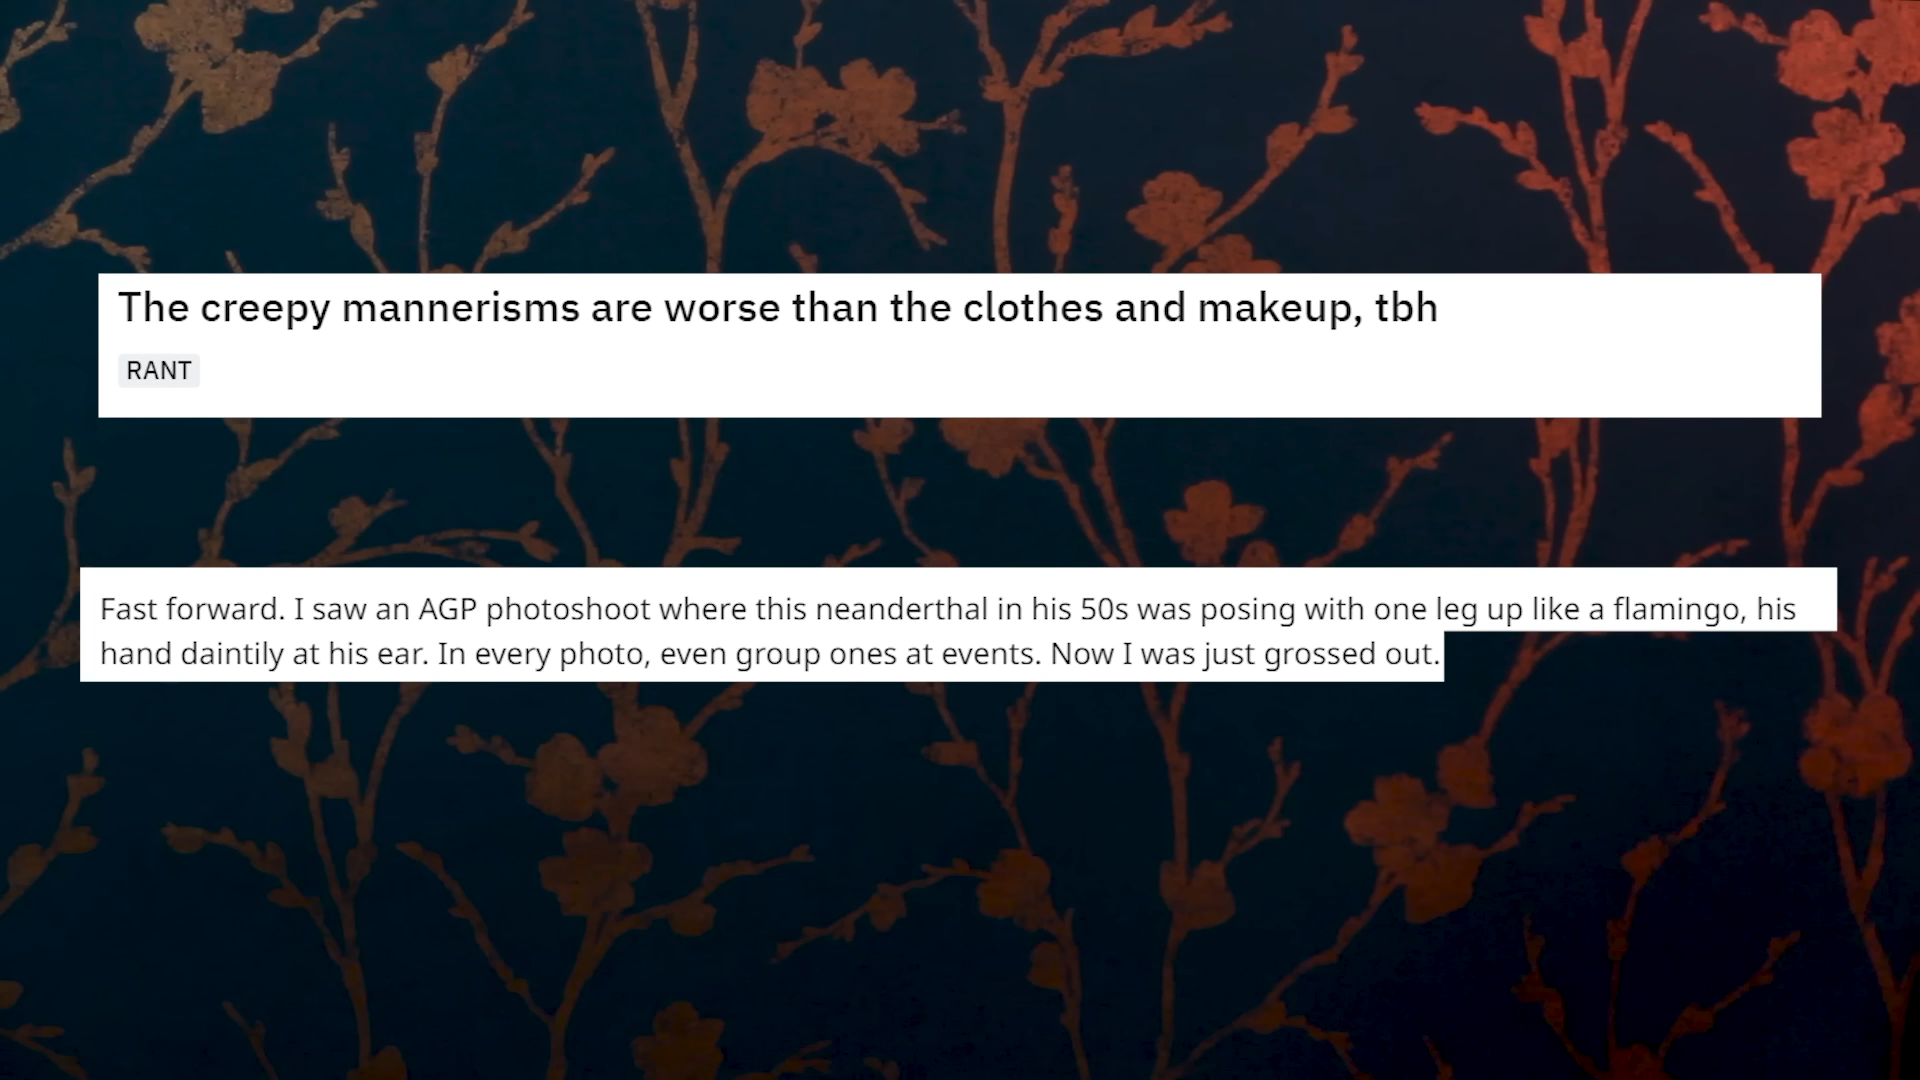 The creepy mannerisms are worse than the clothes and makeup, tbh
RANT
Fast forward. I saw an AGP photoshoot where this neanderthal in his 50s was posing with one leg up like a flamingo, his
hand daintily at his ear. In every photo, even group ones at events. Now I was just grossed out.